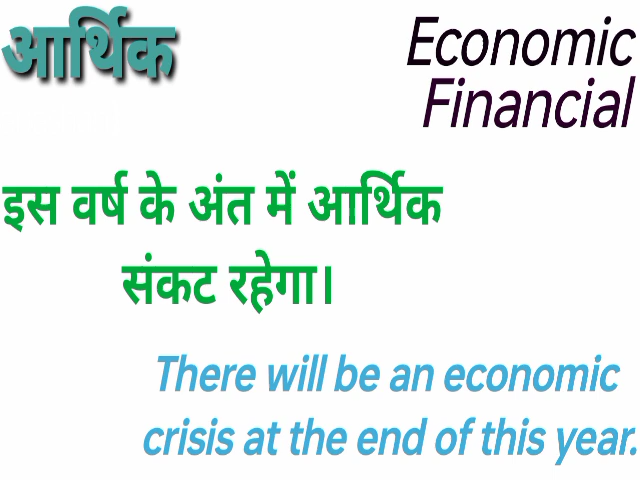 आर्थिक
Economic
Financial
इस वर्ष के अंत में आर्थिक
संकट रहेगा।
There will be an economic
crisis at the end of this year.